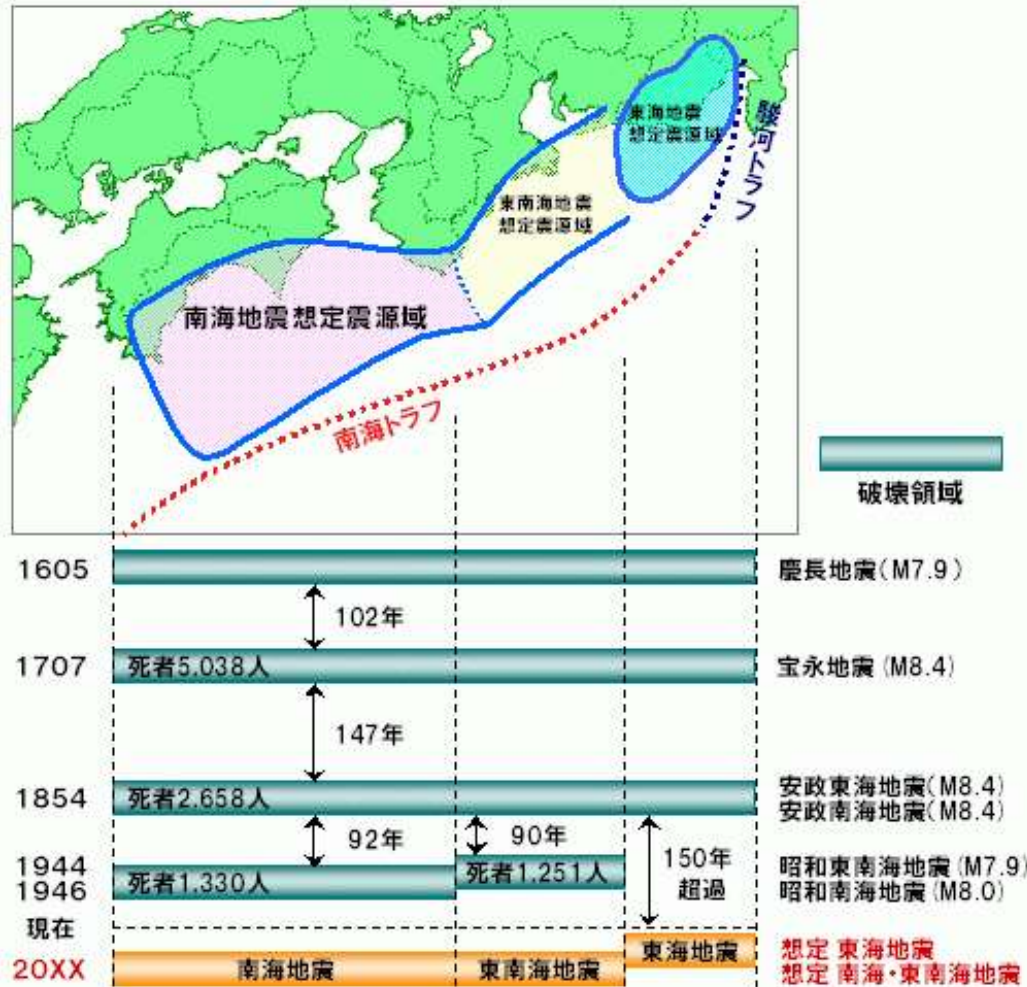 東海地震
想定震源域
駿河トラフ
東南海地震
想定震源域
南海地震想定震源域
南海トラフ
破壊領域
1605
慶長地震(M7.9)
102年
1707
死者5,038人
宝永地震(M8.4)
147年
1854
死者2,658人
安政東海地震(M8.4)
安政南海地震(M8.4)
92年
90年
150年
超過
1944
1946
死者1,330人
死者1,251人
昭和東南海地震(M7.9)
昭和南海地震(M8.0)
現在
20XX
南海地震
東南海地震
東海地震
想定 東海地震
想定 南海・東南海地震